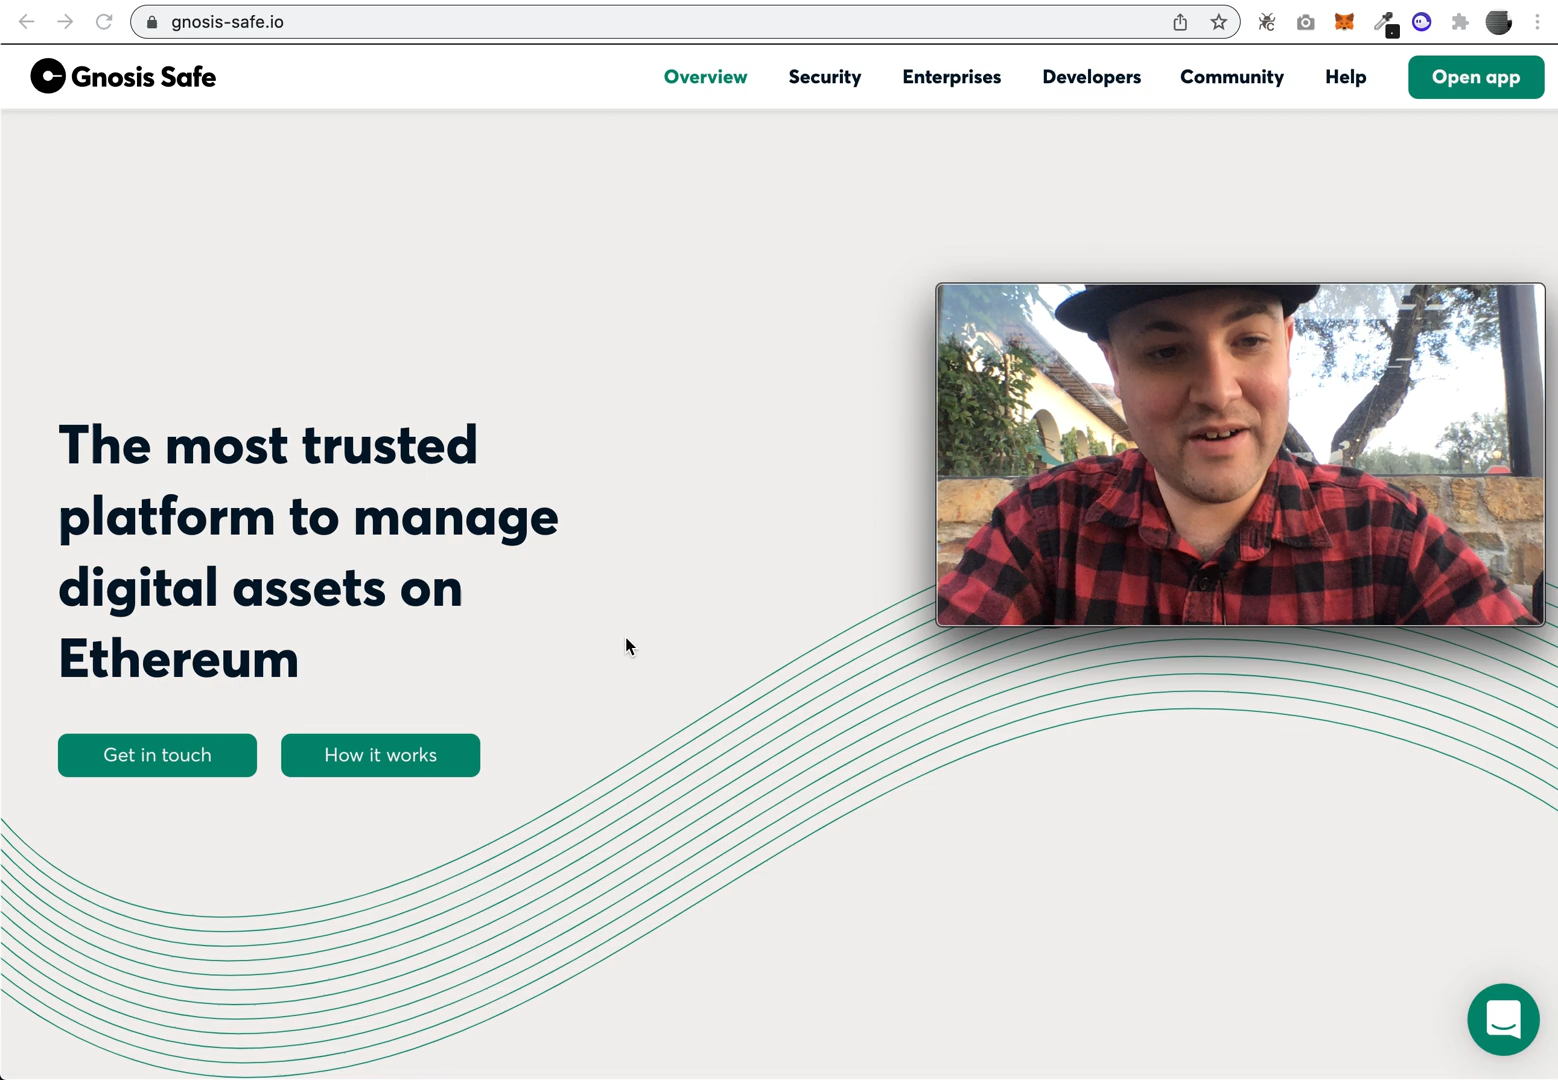 gnosis-safe.io
Gnosis Safe
Overview
Security
Enterprises
Developers
Community
Help
Open app
The most trusted
platform to manage
digital assets on
Ethereum
Get in touch
How it works